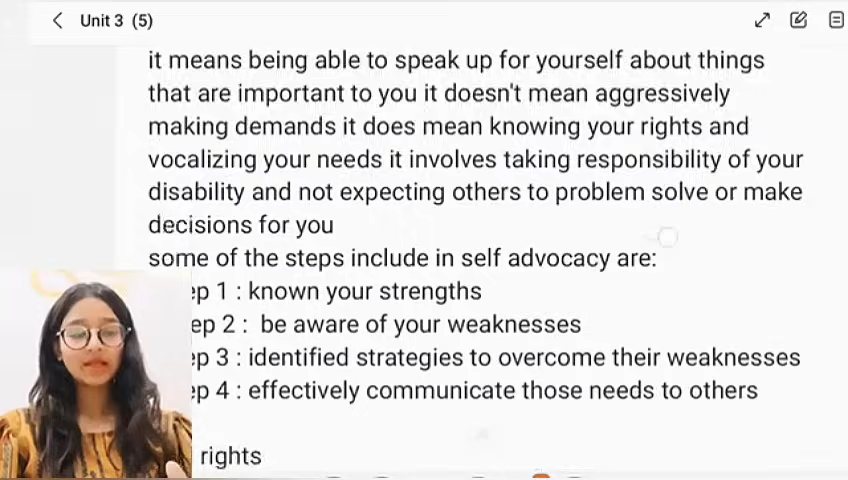 Unit 3 (5)
it means being able to speak up for yourself about things
that are important to you it doesn't mean aggressively
making demands it does mean knowing your rights and
vocalizing your needs it involves taking responsibility of your
disability and not expecting others to problem solve or make
decisions for you
some of the steps include in self advocacy are:
ep 1 : known your strengths
ep 2 : be aware of your weaknesses
ep 3 : identified strategies to overcome their weaknesses
ep 4 : effectively communicate those needs to others
rights